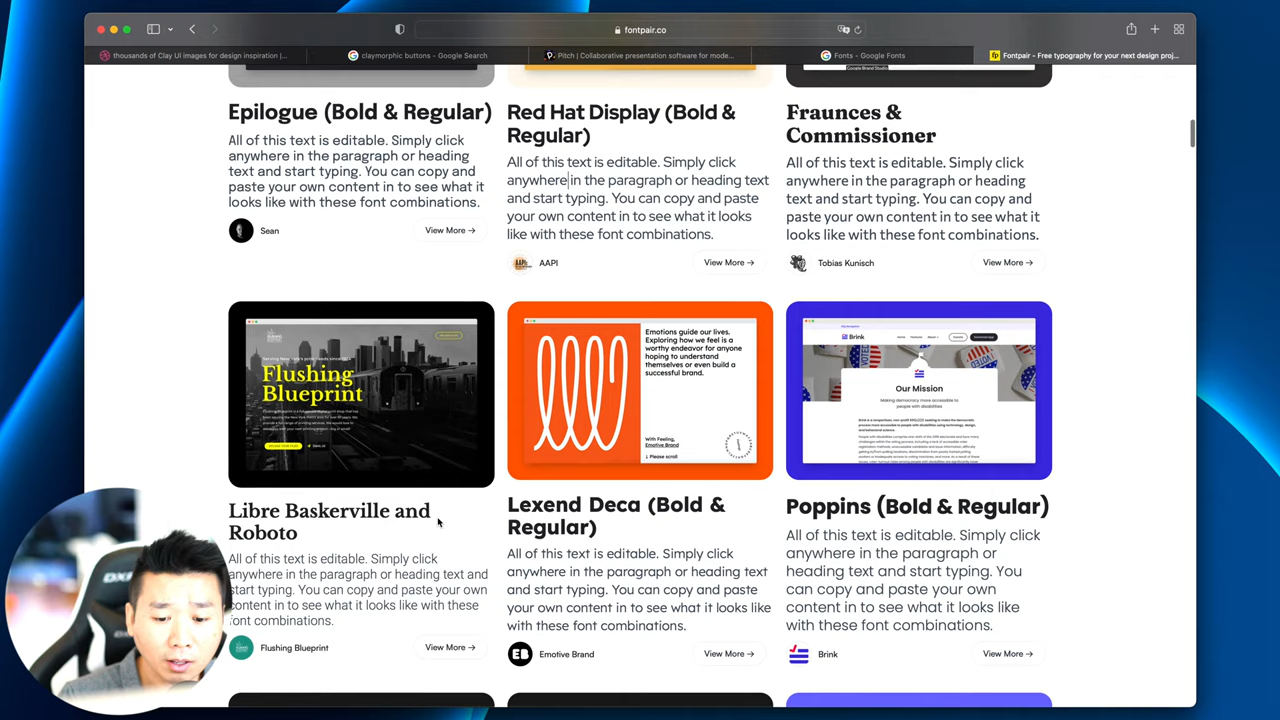 fontpair.co
thousands of Clay UI images for design inspiration |...
claymorphic buttons - Google Search
Pitch | Collaborative presentation software for mode...
Fonts - Google Fonts
Fontpair - Free typography for your next design proj...
Google Brand Studio
Epilogue (Bold & Regular)
All of this text is editable. Simply click
anywhere in the paragraph or heading
text and start typing. You can copy and
paste your own content in to see what it
looks like with these font combinations.
Sean
View More →
Red Hat Display (Bold &
Regular)
All of this text is editable. Simply click
anywhere in the paragraph or heading text
and start typing. You can copy and paste
your own content in to see what it looks
like with these font combinations.
AAPI
AAPI
View More →
Fraunces &
Commissioner
All of this text is editable. Simply click
anywhere in the paragraph or heading
text and start typing. You can copy and
paste your own content in to see what it
looks like with these font combinations.
Tobias Kunisch
View More →
Flushing
Blueprint
Libre Baskerville and
Roboto
All of this text is editable. Simply click
anywhere in the paragraph or heading text and
start typing. You can copy and paste your own
content in to see what it looks like with these
font combinations.
Flushing Blueprint
View More →
Emotions guide our lives.
Exploring how we feel is a
worthy endeavor for anyone
hoping to understand
themselves or even build a
successful brand.
With Feeling,
Emotive Brand
↓ Please scroll
Lexend Deca (Bold &
Regular)
All of this text is editable. Simply click
anywhere in the paragraph or heading text
and start typing. You can copy and paste
your own content in to see what it looks
like with these font combinations.
EB
Emotive Brand
View More →
Brink
VOTED
Our Mission
Making democracy more accessible to
people with disabilities
Poppins (Bold & Regular)
All of this text is editable. Simply click
anywhere in the paragraph or
heading text and start typing. You
can copy and paste your own
content in to see what it looks like
with these font combinations.
Brink
View More →